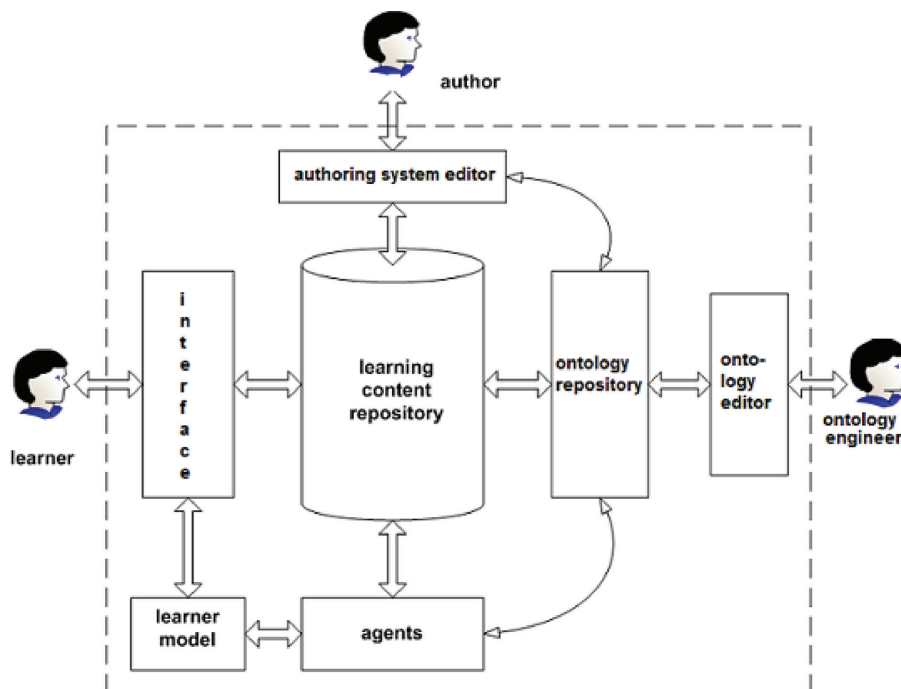 author
authoring system editor
i
n
t
e
r
f
a
c
e
learning
content
repository
ontology
repository
onto-
logy
editor
learner
ontology
engineer
learner
model
agents